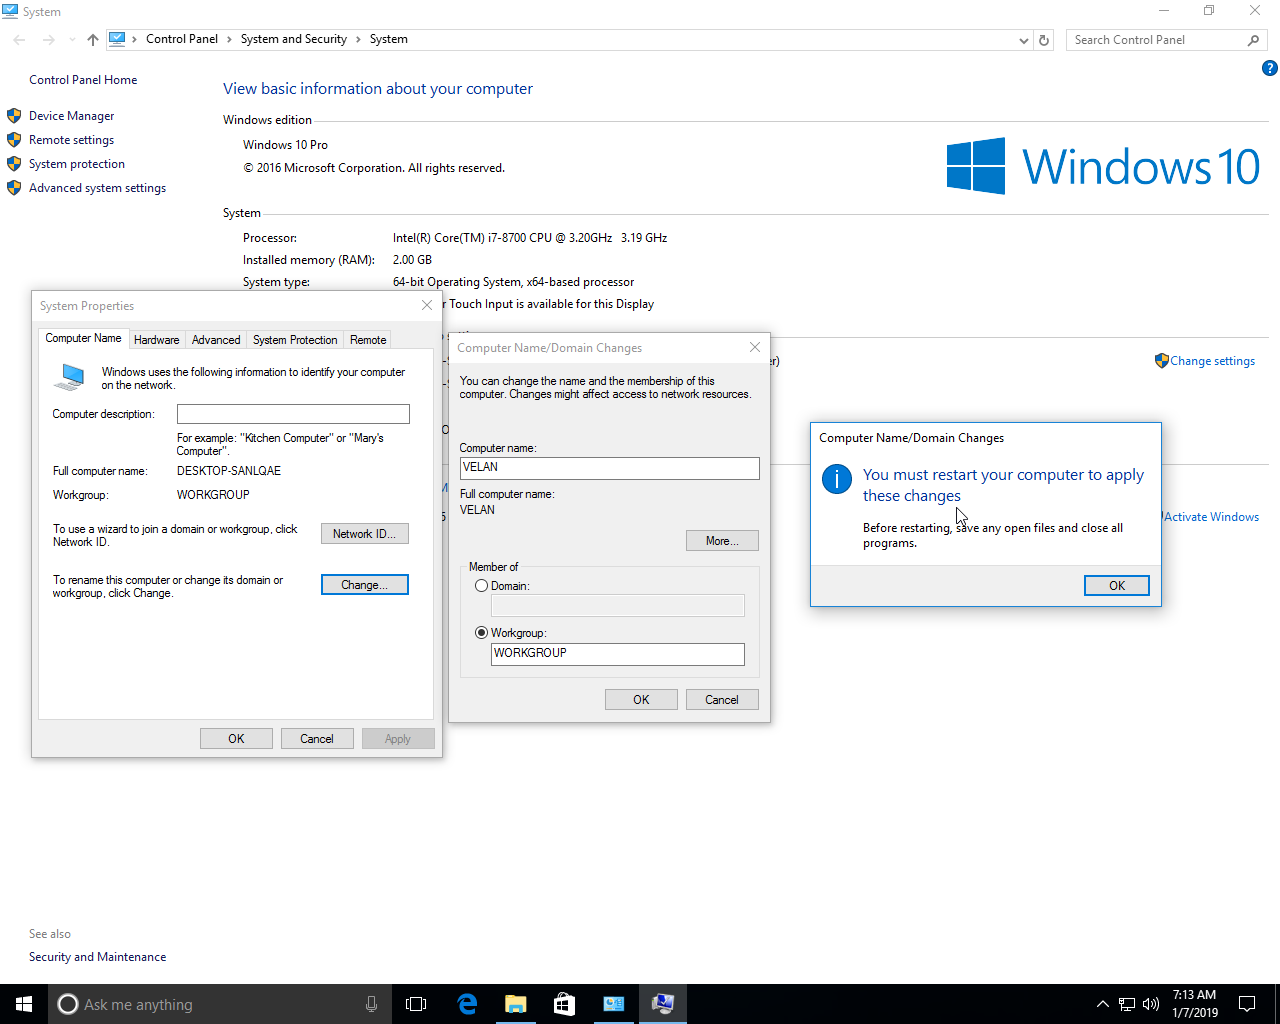 System
Control Panel
System and Security
System
Search Control Panel
Control Panel Home
Device Manager
Remote settings
System protection
Advanced system settings
View basic information about your computer
Windows edition
Windows 10 Pro
© 2016 Microsoft Corporation. All rights reserved.
Windows 10
System
Processor: Intel(R) Core(TM) i7-8700 CPU @ 3.20GHz 3.19 GHz
Installed memory (RAM): 2.00 GB
System type: 64-bit Operating System, x64-based processor
r Touch Input is available for this Display
Change settings
Activate Windows
System Properties
Computer Name
Hardware
Advanced
System Protection
Remote
Windows uses the following information to identify your computer
on the network.
Computer description:
For example: "Kitchen Computer" or "Mary's
Computer".
Full computer name: DESKTOP-SANLQAE
Workgroup: WORKGROUP
To use a wizard to join a domain or workgroup, click
Network ID.
Network ID...
To rename this computer or change its domain or
workgroup, click Change.
Change...
OK
Cancel
Apply
Computer Name/Domain Changes
You can change the name and the membership of this
computer. Changes might affect access to network resources.
Computer name:
VELAN
Full computer name:
VELAN
More...
Member of
Domain:
Workgroup:
WORKGROUP
OK
Cancel
Computer Name/Domain Changes
You must restart your computer to apply
these changes
Before restarting, save any open files and close all
programs.
OK
See also
Security and Maintenance
Ask me anything
7:13 AM
1/7/2019